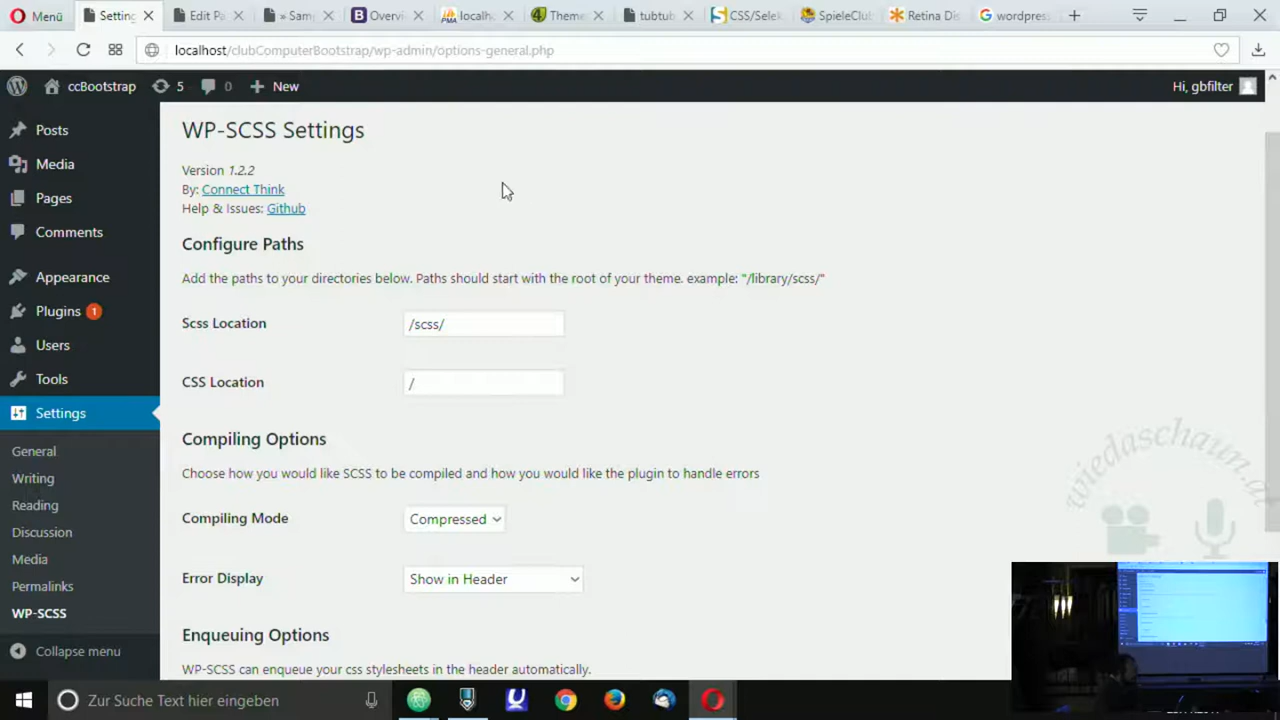 Menü
Setting
Edit Pa
» Samp
Overvi
localh
Theme
tubtub
CSS/Selek
SpieleClub
Retina Dis
wordpress
localhost/clubComputerBootstrap/wp-admin/options-general.php
ccBootstrap
5
0
New
Hi, gbfilter
Posts
Media
Pages
Comments
Appearance
Plugins 1
Users
Tools
Settings
General
Writing
Reading
Discussion
Media
Permalinks
WP-SCSS
Collapse menu
WP-SCSS Settings
Version 1.2.2
By: Connect Think
Help & Issues: Github
Configure Paths
Add the paths to your directories below. Paths should start with the root of your theme. example: "/library/scss/"
Scss Location
/scss/
CSS Location
/
Compiling Options
Choose how you would like SCSS to be compiled and how you would like the plugin to handle errors
Compiling Mode
Compressed
Error Display
Show in Header
Enqueuing Options
WP-SCSS can enqueue your css stylesheets in the header automatically.
wiedaschaun.at
Zur Suche Text hier eingeben